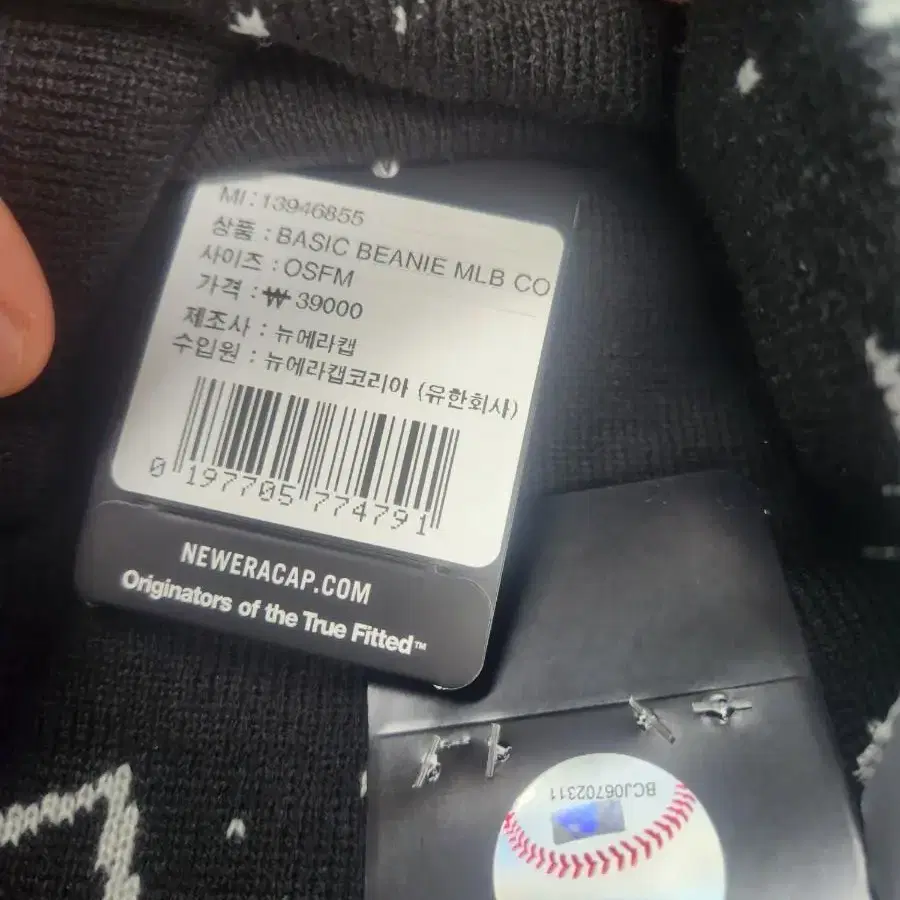 MI : 13946855
상품 : BASIC BEANIE MLB CO
사이즈 : OSFM
가격 : ₩ 39000
제조사 : 뉴에라캡
수입원 : 뉴에라캡코리아 (유한회사)
0 197705 774791
NEWERACAP.COM
Originators of the True Fitted™
BCJ06702311